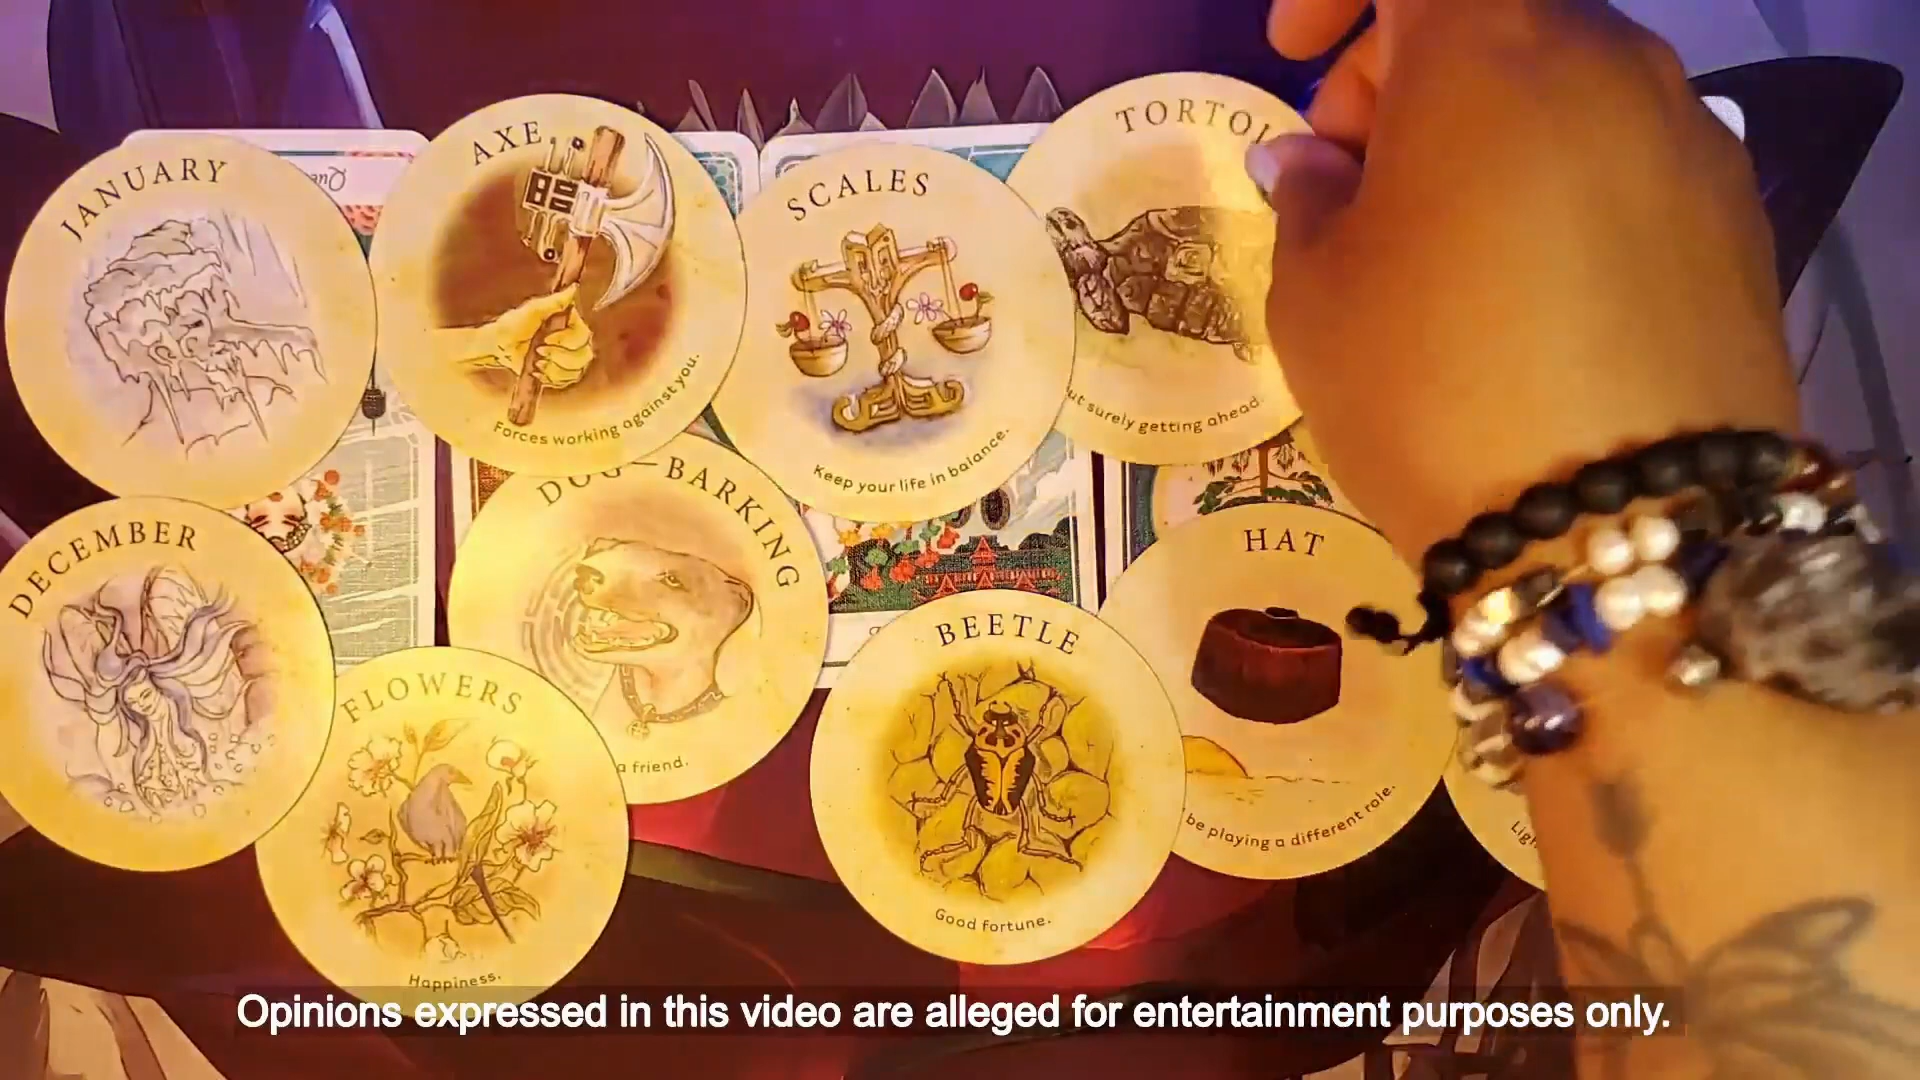 JANUARY
AXE
Forces working against you.
SCALES
Keep your life in balance.
surely getting ahead.
DECEMBER
FLOWERS
Happiness.
DOG—BARKING
a friend.
BEETLE
Good fortune.
HAT
be playing a different role.
Opinions expressed in this video are alleged for entertainment purposes only.